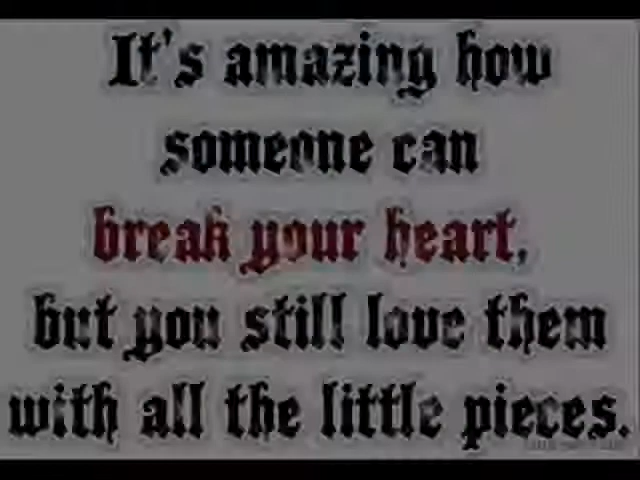 It's amazing how
someone can
break your heart,
but you still love them
with all the little pieces.